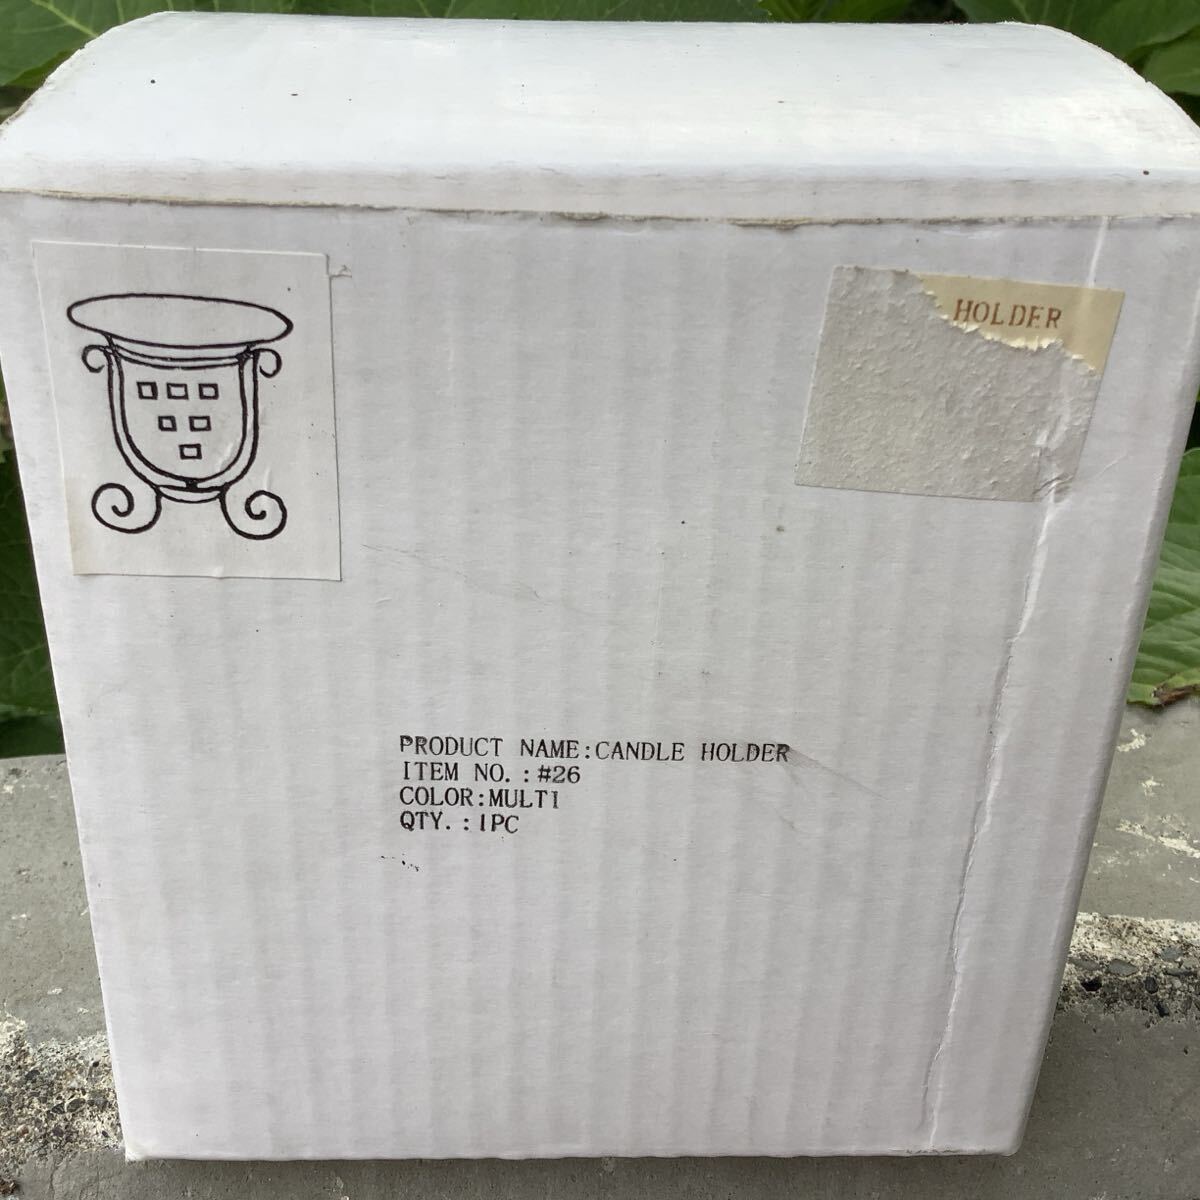 HOLDER
PRODUCT NAME:CANDLE HOLDER
ITEM NO.:#26
COLOR:MULTI
QTY.:1PC